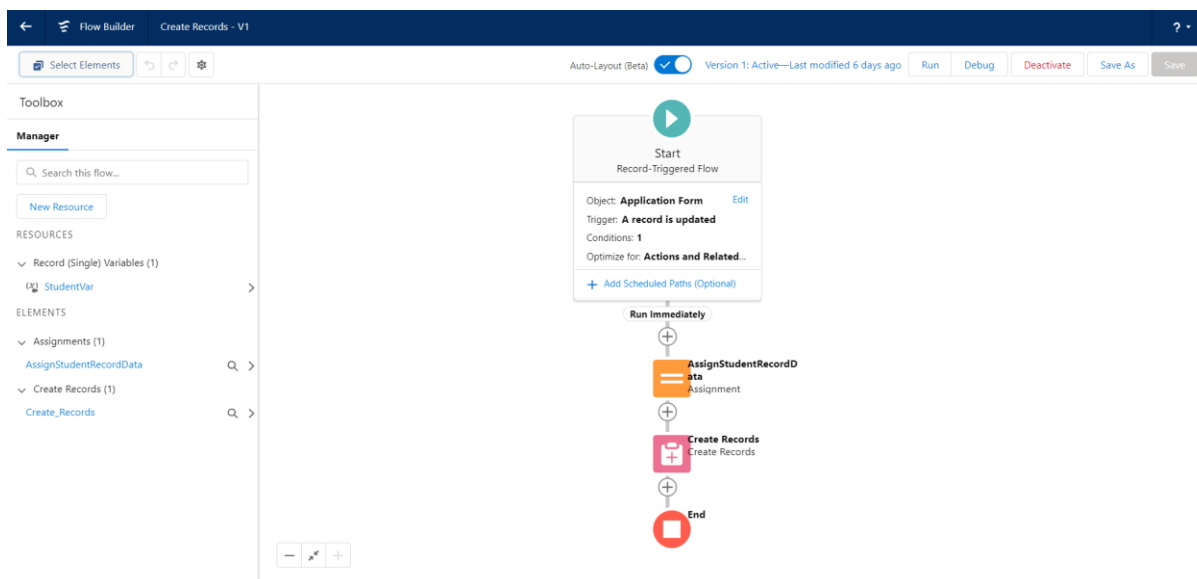 Flow Builder Create Records - V1 ?
Select Elements Auto-Layout (Beta) Version 1: Active—Last modified 6 days ago Run Debug Deactivate Save As Save
Toolbox
Manager
Search this flow...
New Resource
RESOURCES
Record (Single) Variables (1)
StudentVar
ELEMENTS
Assignments (1)
AssignStudentRecordData
Create Records (1)
Create_Records
Start
Record-Triggered Flow
Object: Application Form Edit
Trigger: A record is updated
Conditions: 1
Optimize for: Actions and Related...
+ Add Scheduled Paths (Optional)
Run Immediately
AssignStudentRecordD
ata
Assignment
Create Records
Create Records
End